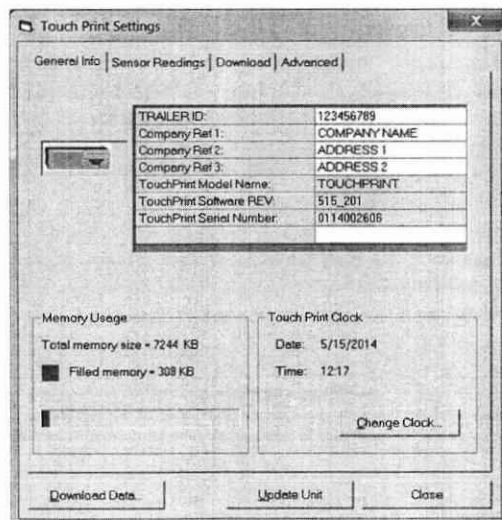 Touch Print Settings
General Info | Sensor Readings | Download | Advanced
TRAILER ID: 123456789
Company Ref 1: COMPANY NAME
Company Ref 2: ADDRESS 1
Company Ref 3: ADDRESS 2
TouchPrint Model Name: TOUCHPRINT
TouchPrint Software REV: 515_201
TouchPrint Serial Number: 0114002606
Memory Usage
Total memory size = 7244 KB
Filled memory = 308 KB
Touch Print Clock
Date: 5/15/2014
Time: 12:17
Change Clock...
Download Data...
Update Unit
Close